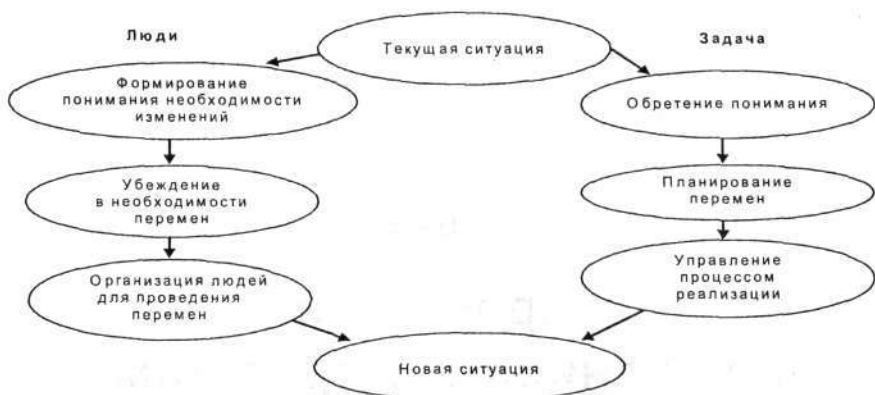 Люди
Текущая ситуация
Задача
Формирование
понимания необходимости
изменений
Обретение понимания
Убеждение
в необходимости
перемен
Планирование
перемен
Организация людей
для проведения
перемен
Управление
процессом
реализации
Новая ситуация